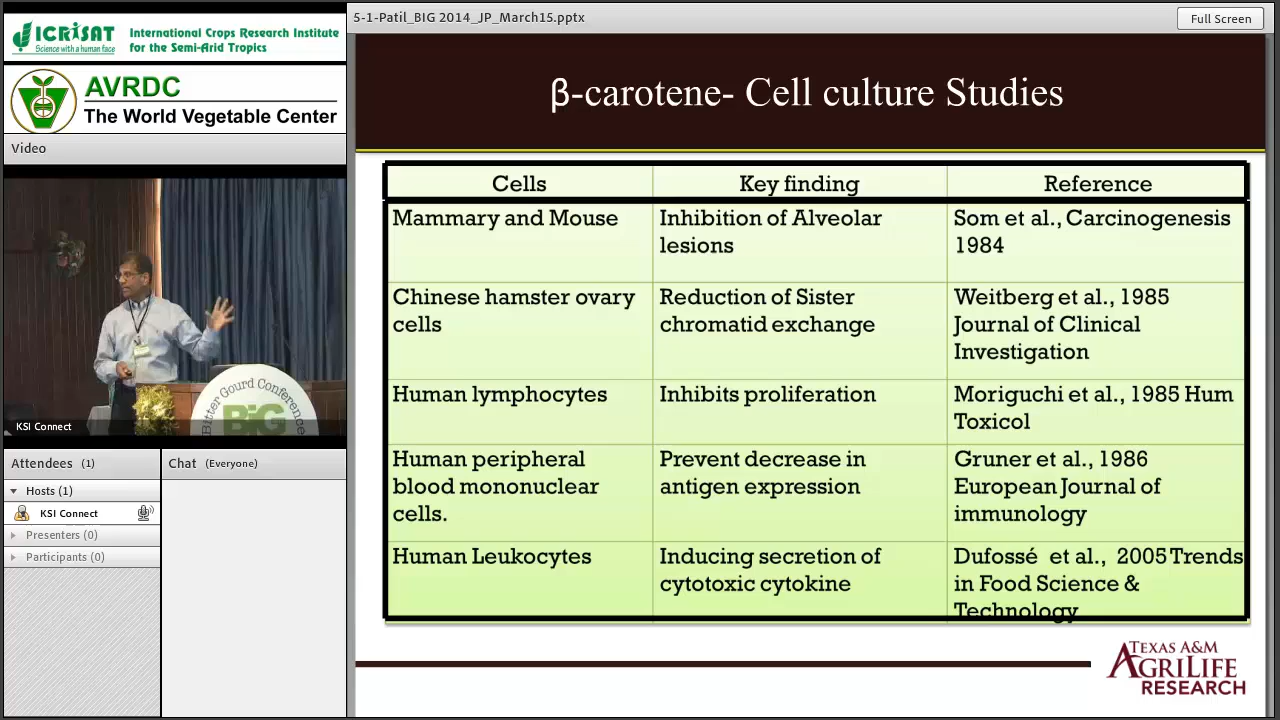 5-1-Patil_BIG 2014_JP_March15.pptx
Full Screen
ICRISAT
Science with a human face
International Crops Research Institute
for the Semi-Arid Tropics
AVRDC
The World Vegetable Center
Video
KSI Connect
Bitter Gourd Conference
BiG
Attendees (1)
Hosts (1)
KSI Connect
Presenters (0)
Participants (0)
Chat (Everyone)
β-carotene- Cell culture Studies
Cells
Key finding
Reference
Mammary and Mouse
Inhibition of Alveolar
lesions
Som et al., Carcinogenesis
1984
Chinese hamster ovary
cells
Reduction of Sister
chromatid exchange
Weitberg et al., 1985
Journal of Clinical
Investigation
Human lymphocytes
Inhibits proliferation
Moriguchi et al., 1985 Hum
Toxicol
Human peripheral
blood mononuclear
cells.
Prevent decrease in
antigen expression
Gruner et al., 1986
European Journal of
immunology
Human Leukocytes
Inducing secretion of
cytotoxic cytokine
Dufossé et al., 2005 Trends
in Food Science &
Technology
TEXAS A&M
AGRILIFE
RESEARCH